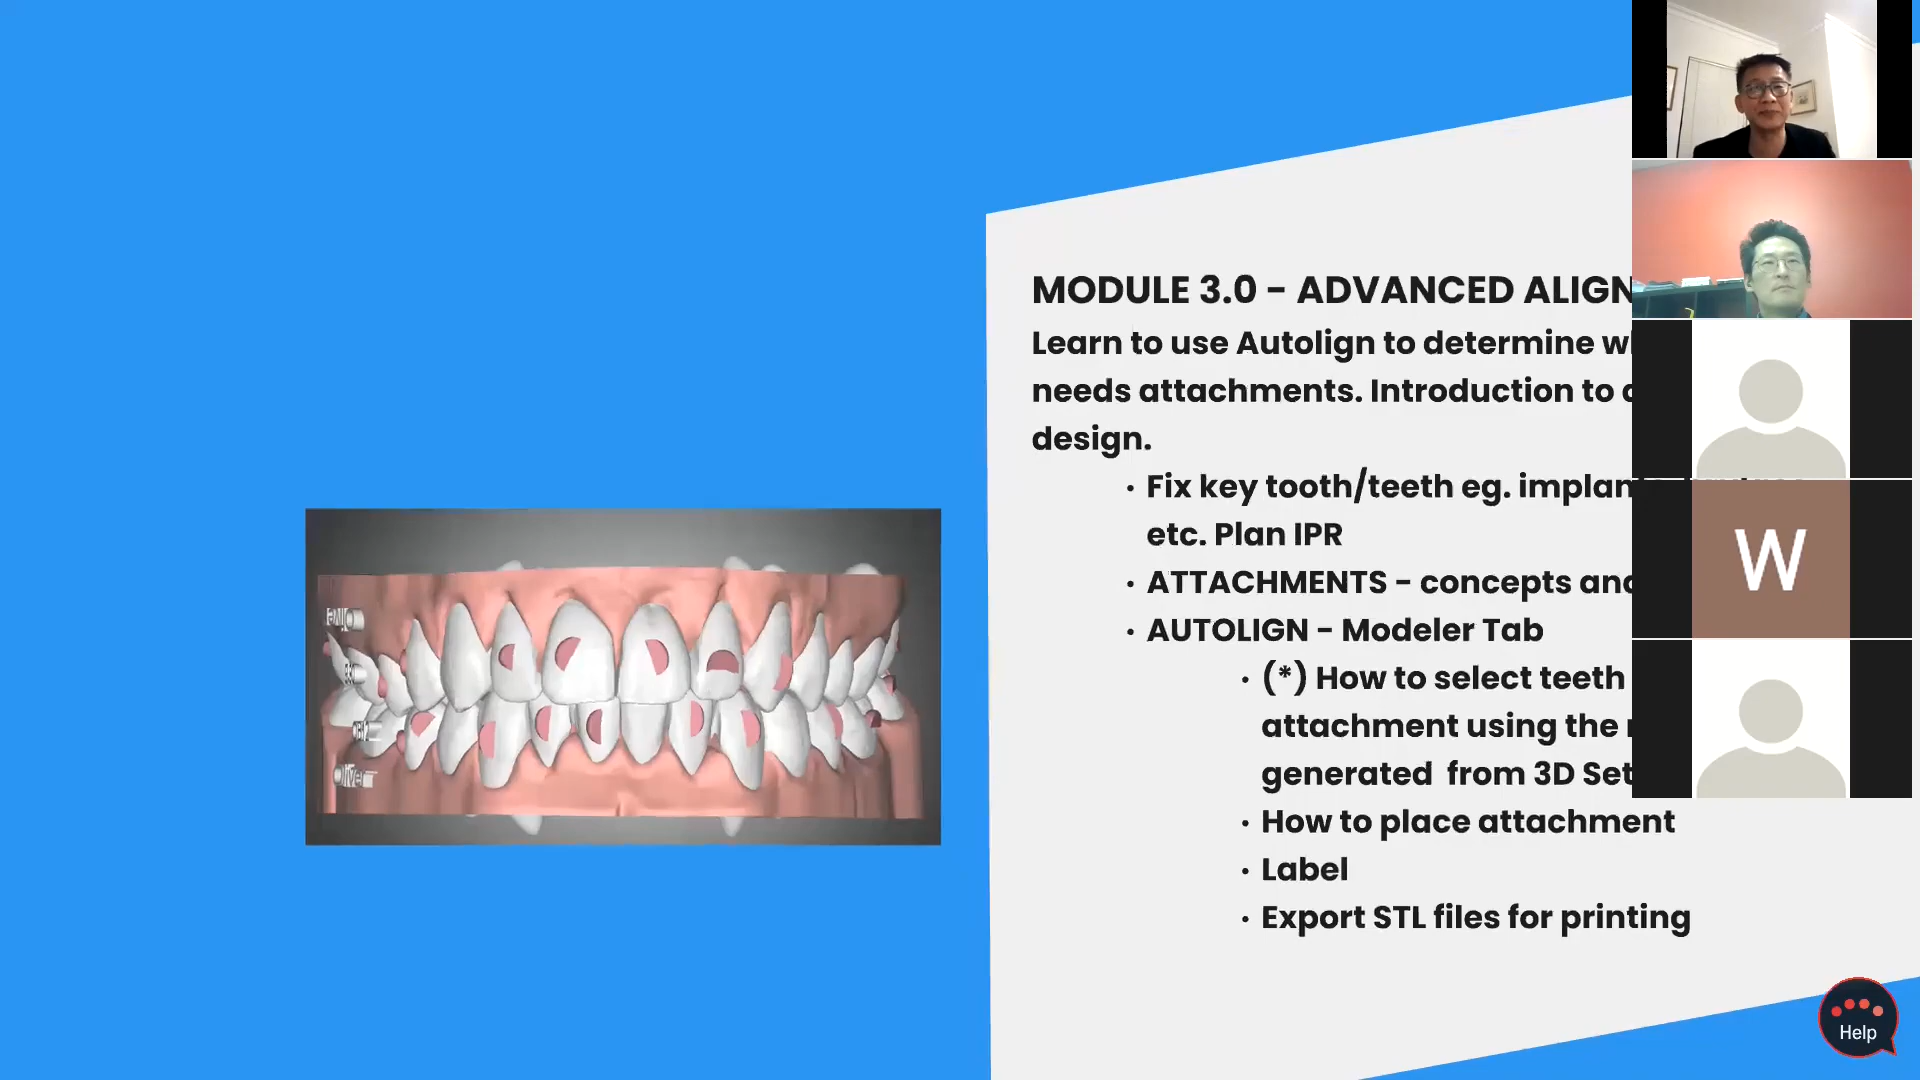 MODULE 3.0 - ADVANCED ALIGN
Learn to use Autolign to determine
needs attachments. Introduction to
design.
• Fix key tooth/teeth eg.
etc. Plan IPR
• ATTACHMENTS - concepts and
• AUTOLIGN - Modeler Tab
• (*) How to select teeth
attachment using the
generated from 3D Set
• How to place attachment
• Label
• Export STL files for printing
Oliver
W
Help